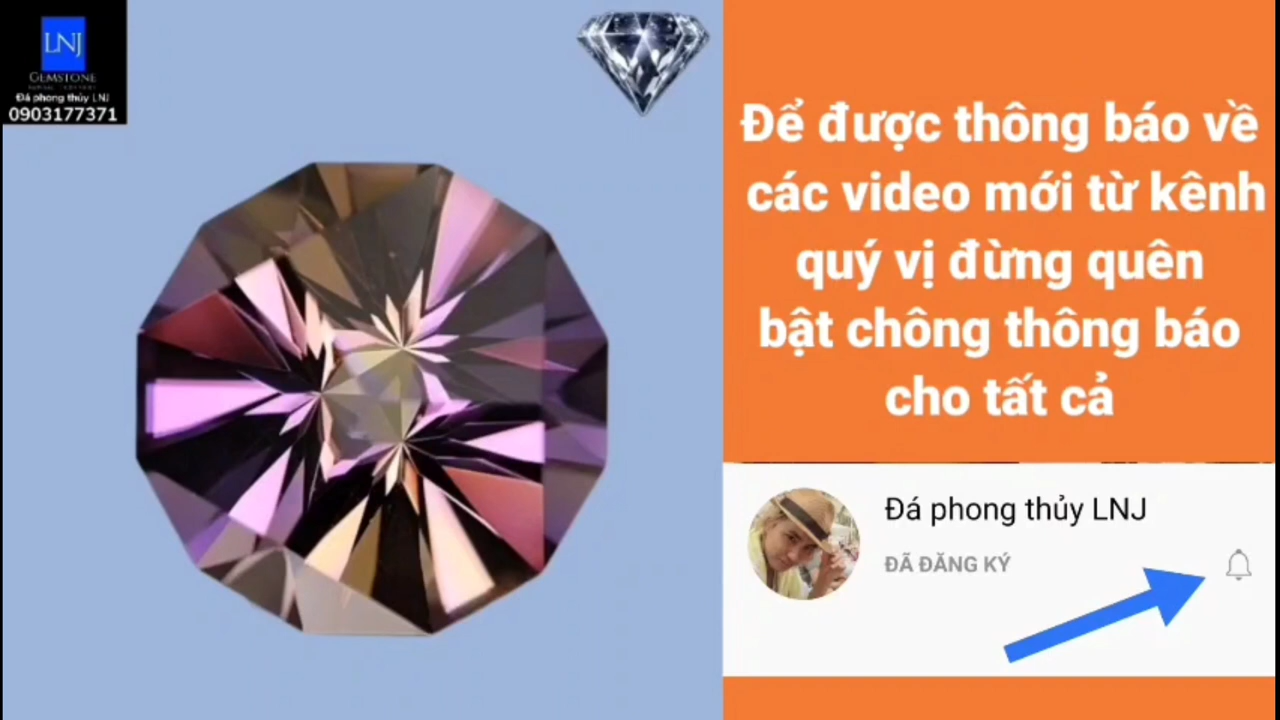 LNJ
GEMSTONE
Đá phong thủy LNJ
0903177371
Để được thông báo về
các video mới từ kênh
quý vị đừng quên
bật chông thông báo
cho tất cả
Đá phong thủy LNJ
ĐÃ ĐĂNG KÝ